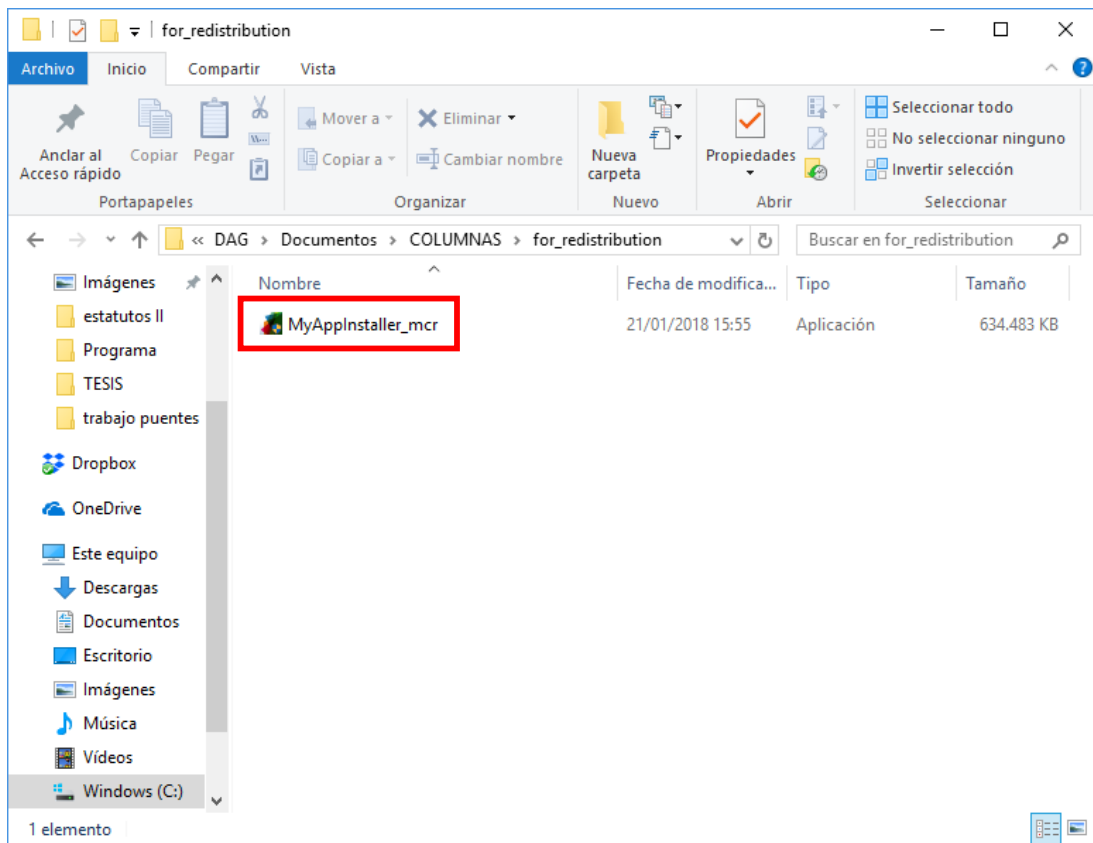 for_redistribution
Archivo Inicio Compartir Vista
Anclar al Acceso rápido
Copiar Pegar
Mover a
Copiar a
Eliminar
Cambiar nombre
Nueva carpeta
Propiedades
Seleccionar todo
No seleccionar ninguno
Invertir selección
Portapapeles Organizar Nuevo Abrir Seleccionar
« DAG > Documentos > COLUMNAS > for_redistribution
Buscar en for_redistribution
Nombre Fecha de modifica... Tipo Tamaño
MyAppInstaller_mcr 21/01/2018 15:55 Aplicación 634.483 KB
Imágenes
estatutos II
Programa
TESIS
trabajo puentes
Dropbox
OneDrive
Este equipo
Descargas
Documentos
Escritorio
Imágenes
Música
Vídeos
Windows (C:)
1 elemento